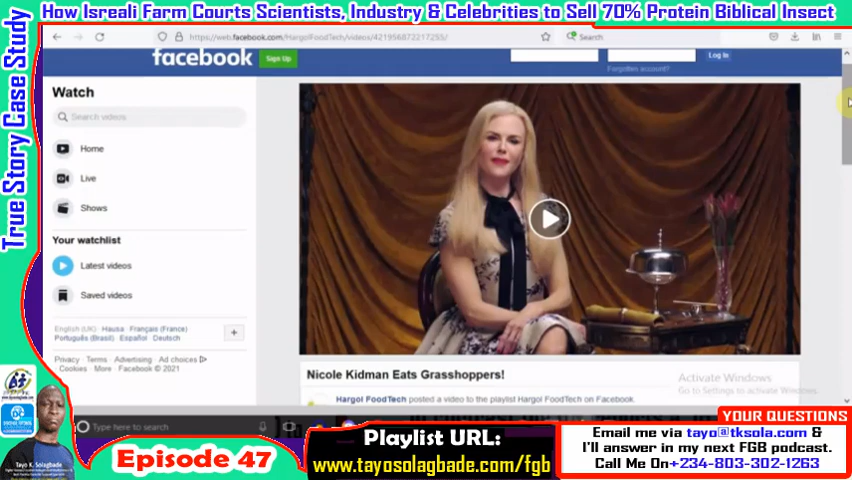 How Isreali Farm Courts Scientists, Industry & Celebrities to Sell 70% Protein Biblical Insect
True Story Case Study
https://web.facebook.com/HargolFoodTech/videos/421956872217255/
Search
facebook
Sign Up
Log In
Forgotten account?
Watch
Search videos
Home
Live
Shows
Your watchlist
Latest videos
Saved videos
English (UK) · Hausa · Français (France)
Português (Brasil) · Español · Deutsch
+
Privacy · Terms · Advertising · Ad choices
Cookies · More · Facebook © 2021
Nicole Kidman Eats Grasshoppers!
Hargol FoodTech posted a video to the playlist Hargol FoodTech on Facebook.
Activate Windows
Go to Settings to activate Windows.
Type here to search
Tayo K. Solagbade
Episode 47
Playlist URL:
www.tayosolagbade.com/fgb
YOUR QUESTIONS
Email me via tayo@tksola.com &
I'll answer in my next FGB podcast.
Call Me On+234-803-302-1263